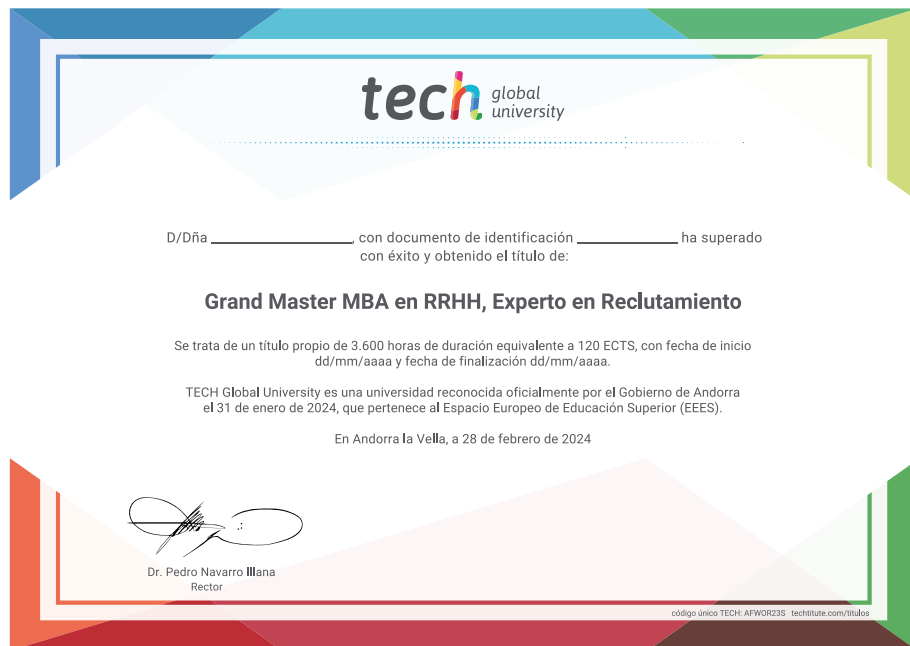 tech global university
D/Dña ______________, con documento de identificación ____________ ha superado
con éxito y obtenido el título de:
Grand Master MBA en RRHH, Experto en Reclutamiento
Se trata de un título propio de 3.600 horas de duración equivalente a 120 ECTS, con fecha de inicio
dd/mm/aaaa y fecha de finalización dd/mm/aaaa.
TECH Global University es una universidad reconocida oficialmente por el Gobierno de Andorra
el 31 de enero de 2024, que pertenece al Espacio Europeo de Educación Superior (EEES).
En Andorra la Vella, a 28 de febrero de 2024
Dr. Pedro Navarro Illana
Rector
código único TECH: AFWOR23S techtitute.com/titulos